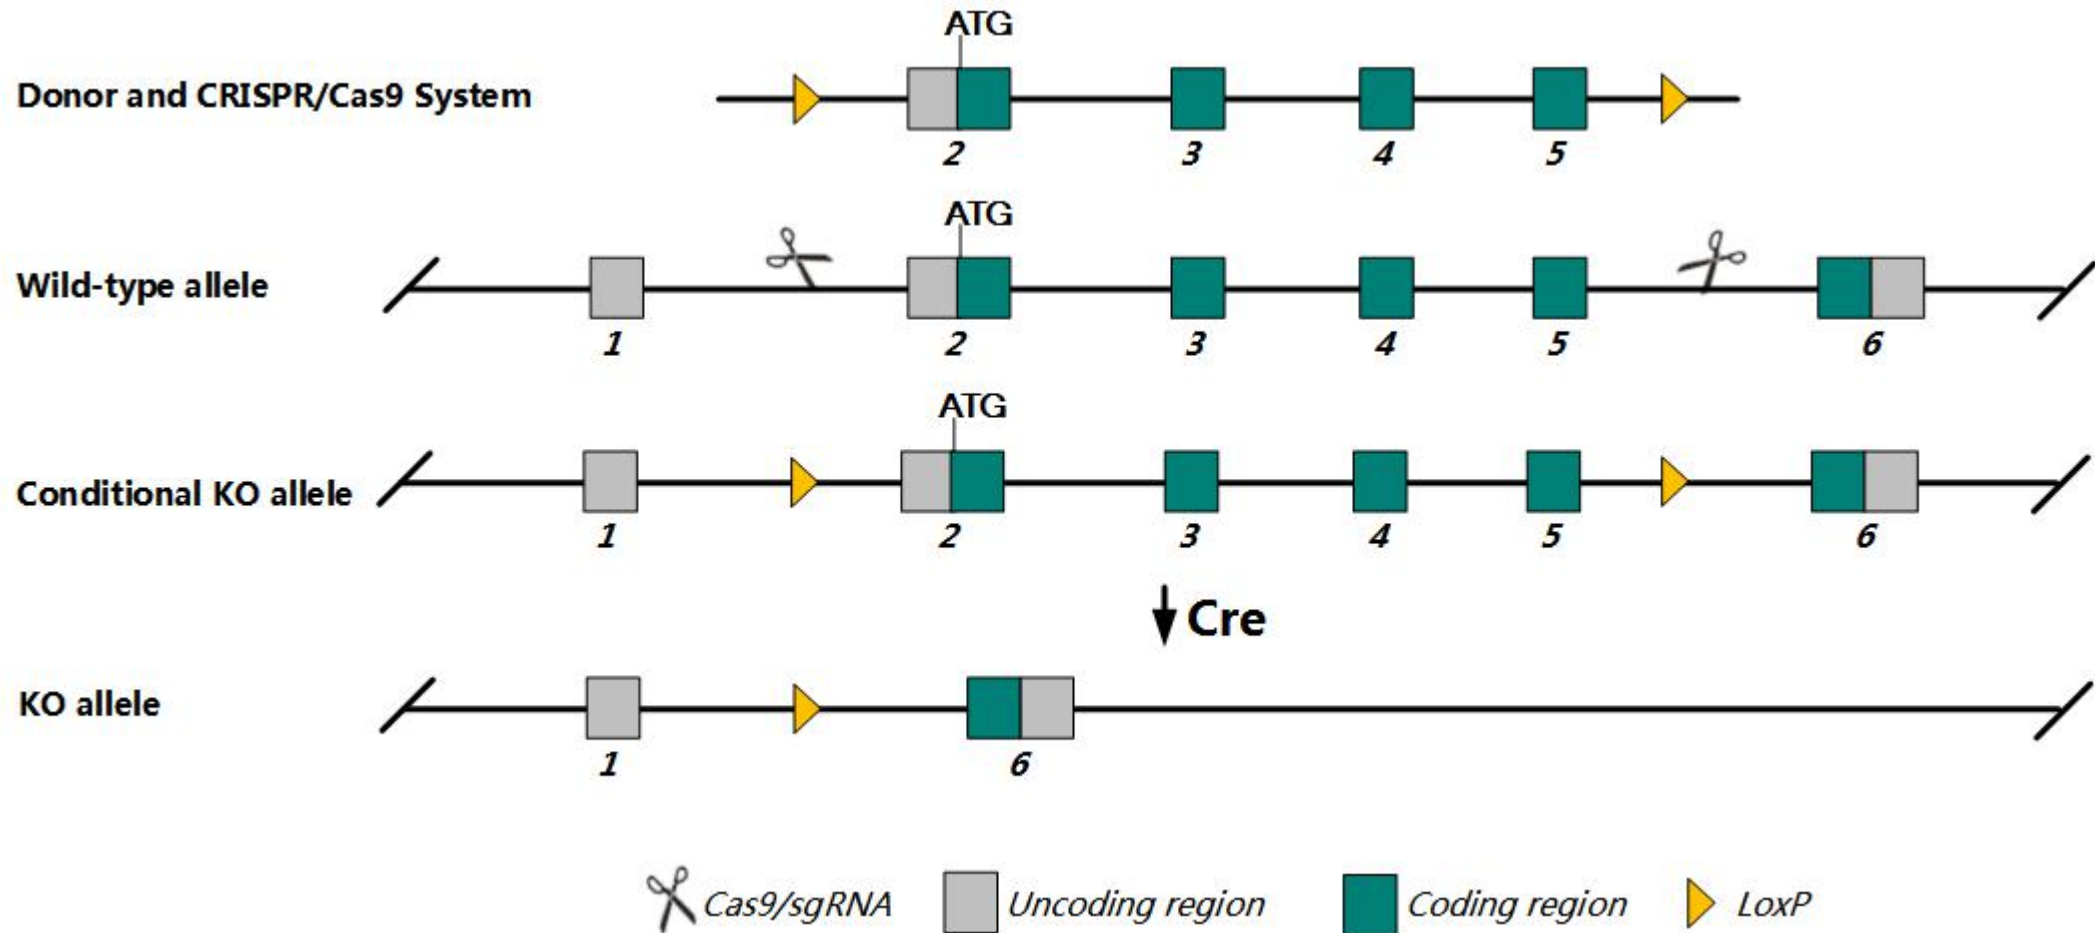 ATG
Donor and CRISPR/Cas9 System
2 3 4 5
ATG
Wild-type allele
1 2 3 4 5 6
ATG
Conditional KO allele
1 2 3 4 5 6
Cre
KO allele
1 6
Cas9/sgRNA Uncoding region Coding region LoxP